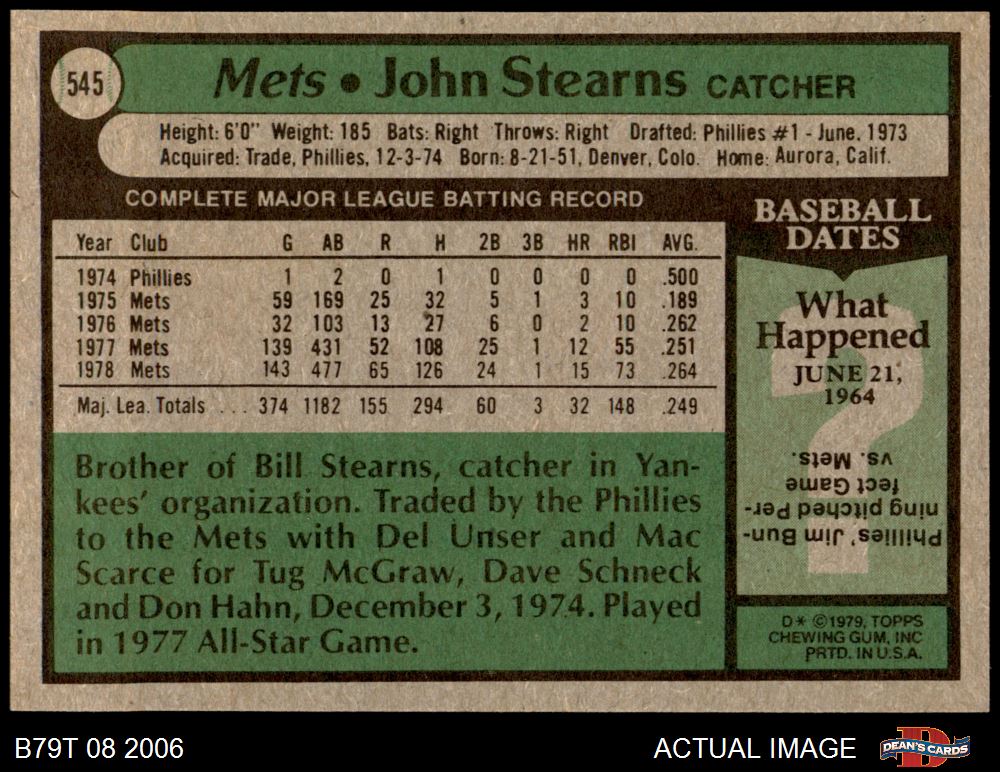 545
Mets • John Stearns CATCHER
Height: 6'0" Weight: 185 Bats: Right Throws: Right Drafted: Phillies #1 - June, 1973
Acquired: Trade, Phillies, 12-3-74 Born: 8-21-51, Denver, Colo. Home: Aurora, Calif.
COMPLETE MAJOR LEAGUE BATTING RECORD
Year Club G AB R H 2B 3B HR RBI AVG.
1974 Phillies 1 2 0 1 0 0 0 0 .500
1975 Mets 59 169 25 32 5 1 3 10 .189
1976 Mets 32 103 13 27 6 0 2 10 .262
1977 Mets 139 431 52 108 25 1 12 55 .251
1978 Mets 143 477 65 126 24 1 15 73 .264
Maj. Lea. Totals . . . 374 1182 155 294 60 3 32 148 .249
Brother of Bill Stearns, catcher in Yan-
kees' organization. Traded by the Phillies
to the Mets with Del Unser and Mac
Scarce for Tug McGraw, Dave Schneck
and Don Hahn, December 3, 1974. Played
in 1977 All-Star Game.
BASEBALL
DATES
What
Happened
JUNE 21,
1964
Phillies' Jim Bun-
ning pitched Per-
fect Game
vs. Mets.
D* ©1979, TOPPS
CHEWING GUM, INC
PRTD. IN U.S.A.
B79T 08 2006
ACTUAL IMAGE
DEAN'S CARDS